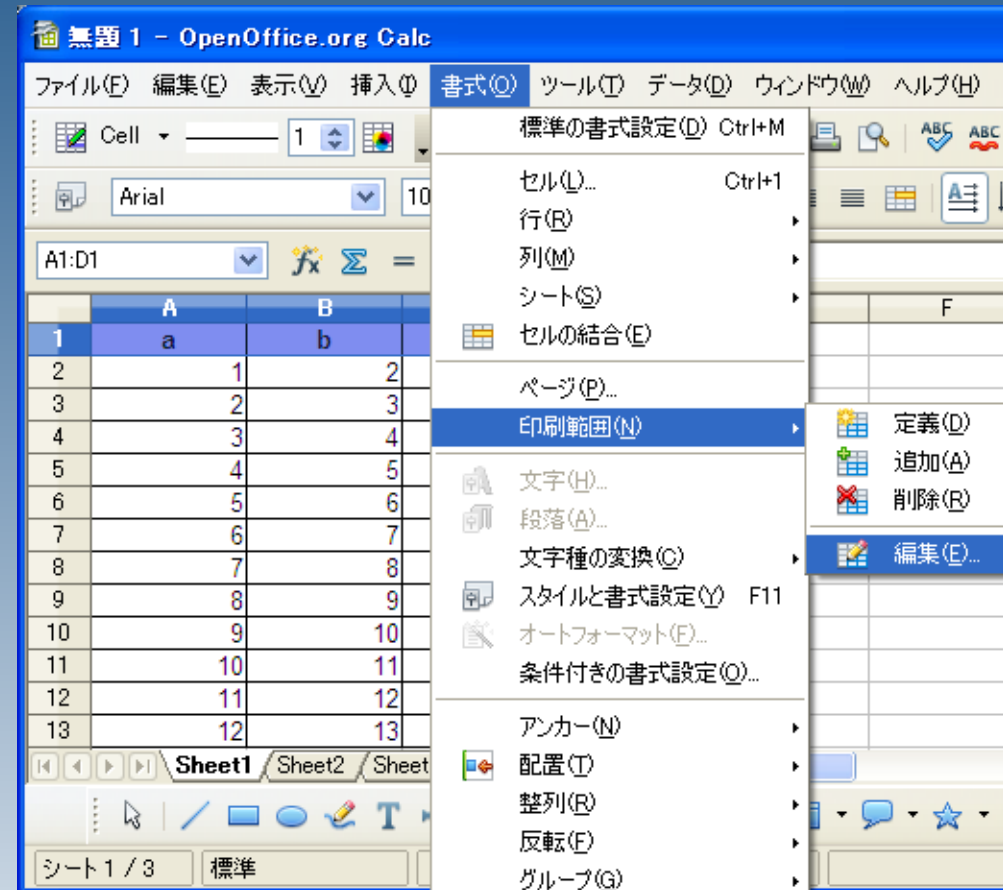 無題 1 - OpenOffice.org Calc
ファイル(F) 編集(E) 表示(V) 挿入(I) 書式(O) ツール(T) データ(D) ウィンドウ(W) ヘルプ(H)
標準の書式設定(D) Ctrl+M
Cell 1
ABC ABC
セル(L)... Ctrl+1
Arial 10
行(R)
A1:D1 =
列(M)
シート(S)
A B F
セルの結合(E)
1 a b
2 1 2
ページ(P)...
3 2 3
印刷範囲(N) 定義(D)
4 3 4
追加(A)
5 4 5
文字(H)...
削除(R)
6 5 6
段落(A)...
7 6 7
文字種の変換(C) 編集(E)...
8 7 8
スタイルと書式設定(Y) F11
9 8 9
オートフォーマット(F)...
10 9 10
条件付きの書式設定(O)...
11 10 11
12 11 12
アンカー(N)
13 12 13
Sheet1 Sheet2 Sheet
配置(T)
整列(R)
反転(F)
シート 1 / 3 標準
グループ(G)